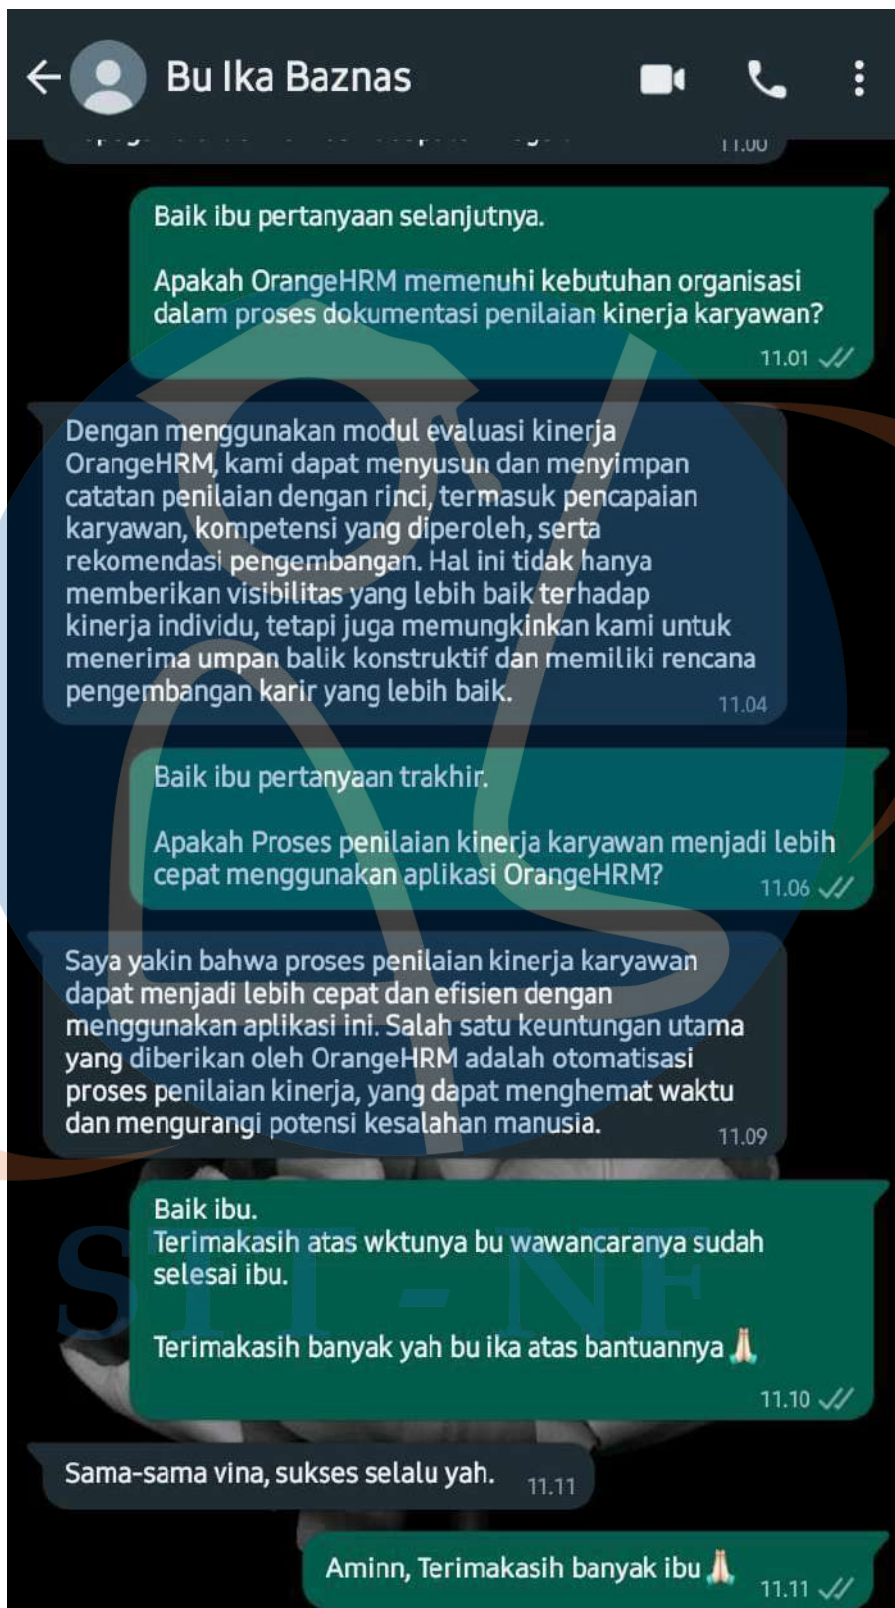 Bu Ika Baznas
11.00
Baik ibu pertanyaan selanjutnya.
Apakah OrangeHRM memenuhi kebutuhan organisasi
dalam proses dokumentasi penilaian kinerja karyawan?
11.01
Dengan menggunakan modul evaluasi kinerja
OrangeHRM, kami dapat menyusun dan menyimpan
catatan penilaian dengan rinci, termasuk pencapaian
karyawan, kompetensi yang diperoleh, serta
rekomendasi pengembangan. Hal ini tidak hanya
memberikan visibilitas yang lebih baik terhadap
kinerja individu, tetapi juga memungkinkan kami untuk
menerima umpan balik konstruktif dan memiliki rencana
pengembangan karir yang lebih baik.
11.04
Baik ibu pertanyaan trakhir.
Apakah Proses penilaian kinerja karyawan menjadi lebih
cepat menggunakan aplikasi OrangeHRM?
11.06
Saya yakin bahwa proses penilaian kinerja karyawan
dapat menjadi lebih cepat dan efisien dengan
menggunakan aplikasi ini. Salah satu keuntungan utama
yang diberikan oleh OrangeHRM adalah otomatisasi
proses penilaian kinerja, yang dapat menghemat waktu
dan mengurangi potensi kesalahan manusia.
11.09
Baik ibu.
Terimakasih atas wktunya bu wawancaranya sudah
selesai ibu.
Terimakasih banyak yah bu ika atas bantuannya 🙏🏻
11.10
STT - NF
Sama-sama vina, sukses selalu yah.
11.11
Aminn, Terimakasih banyak ibu 🙏🏻
11.11